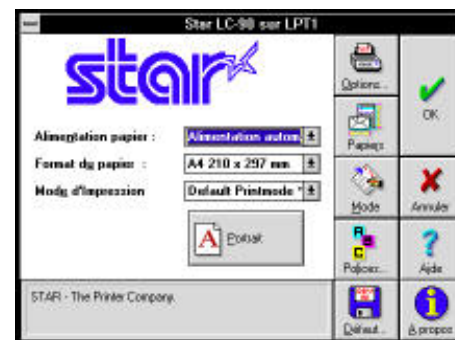 Star LC-90 sur LPT1
star
Alimentation papier :
Alimentation autom
Format du papier :
A4 210 x 297 mm
Mode d'Impression
Default Printmode *
A Portrait
STAR - The Printer Company.
Options...
OK
Papiers
Mode
Annuler
A B C
Polices...
?
Aide
Défaut...
i
A propos